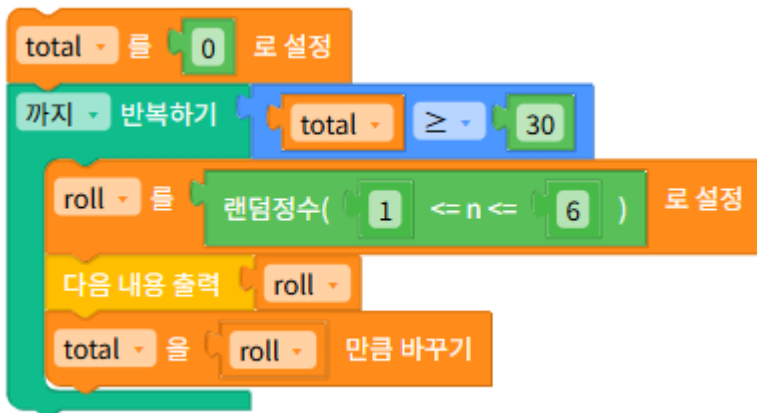 total 를 0 로 설정
까지 반복하기 total ≥ 30
roll 를 랜덤정수( 1 <= n <= 6 ) 로 설정
다음 내용 출력 roll
total 을 roll 만큼 바꾸기